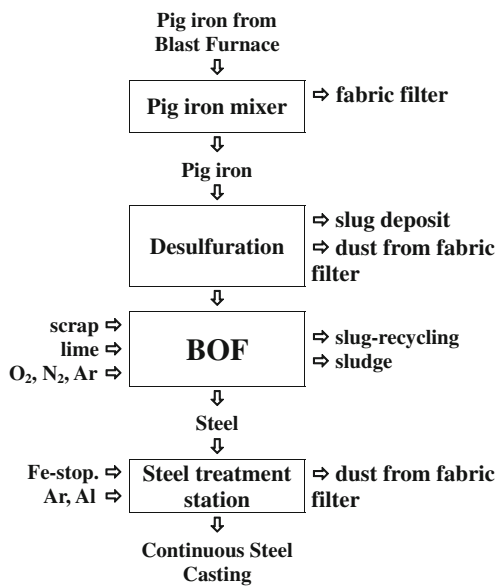 Pig iron from
Blast Furnace
⇩
Pig iron mixer
⇨ fabric filter
⇩
Pig iron
⇩
Desulfuration
⇨ slug deposit
⇨ dust from fabric
filter
⇩
scrap ⇨
lime ⇨
O₂, N₂, Ar ⇨
BOF
⇨ slug-recycling
⇨ sludge
⇩
Steel
⇩
Fe-stop. ⇨
Ar, Al ⇨
Steel treatment
station
⇨ dust from fabric
filter
⇩
Continuous Steel
Casting